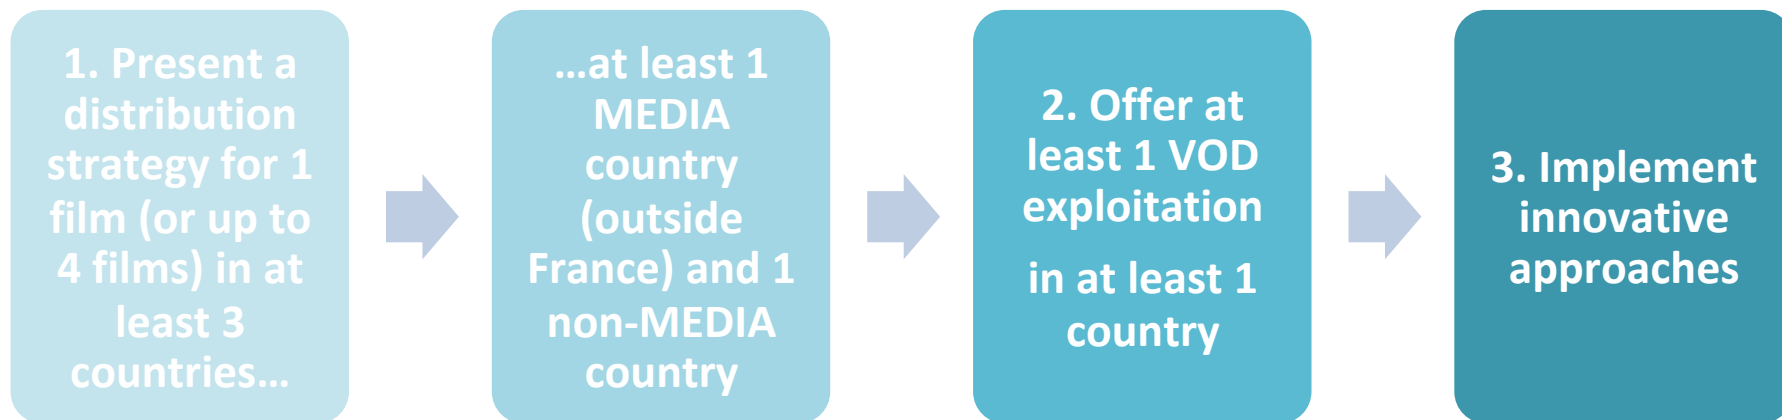 1. Present a
distribution
strategy for 1
film (or up to
4 films) in at
least 3
countries…
…at least 1
MEDIA
country
(outside
France) and 1
non-MEDIA
country
2. Offer at
least 1 VOD
exploitation
in at least 1
country
3. Implement
innovative
approaches